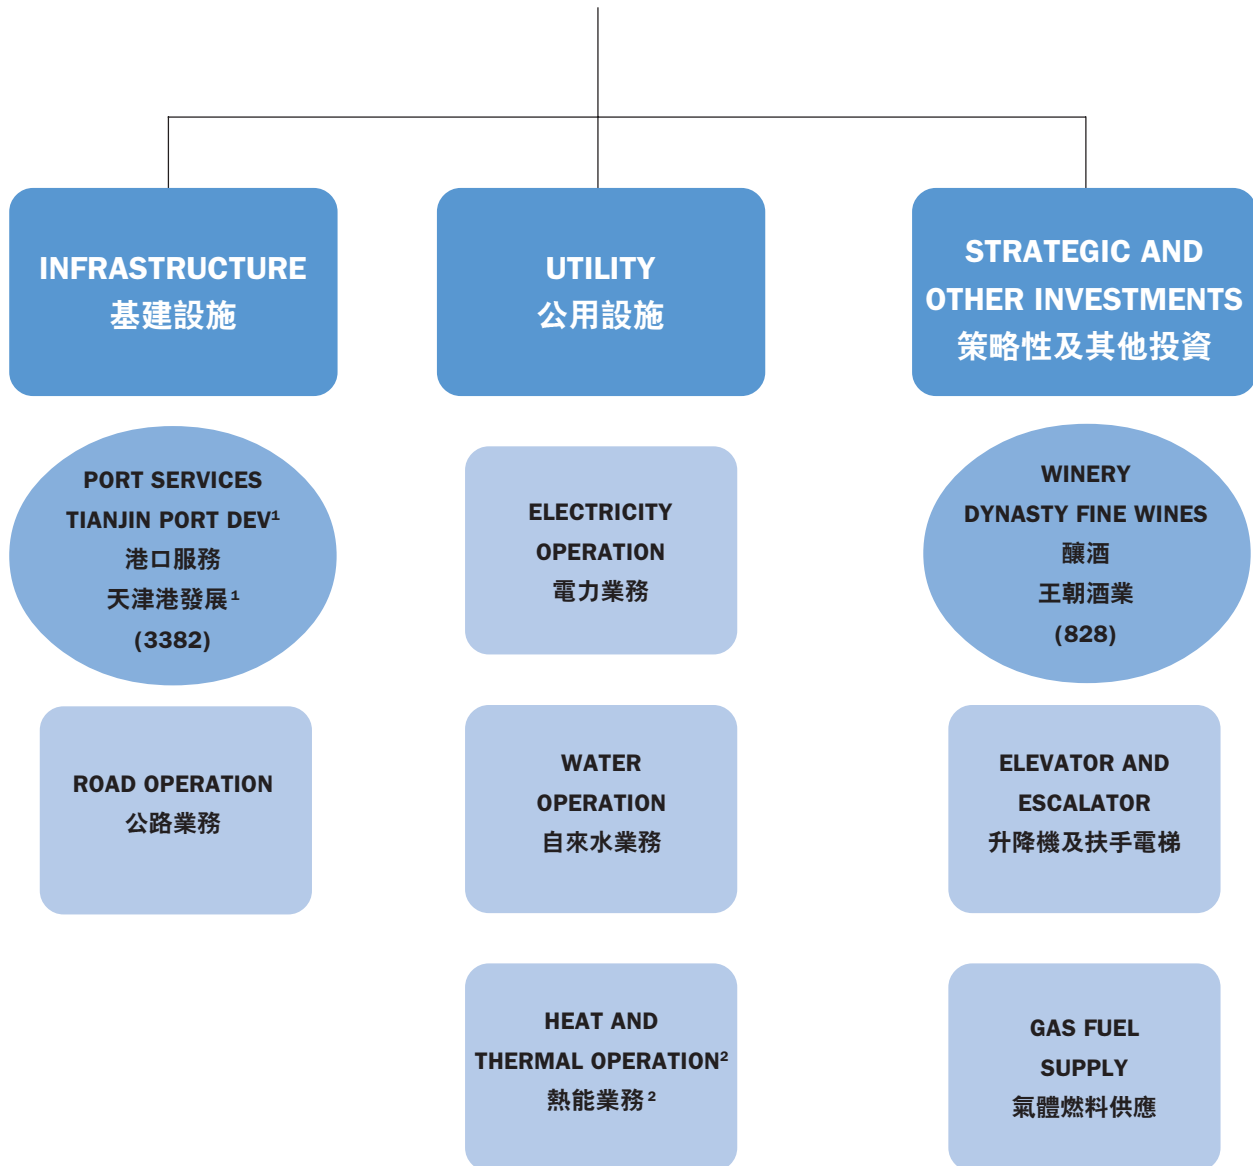 INFRASTRUCTURE
基建設施
UTILITY
公用設施
STRATEGIC AND
OTHER INVESTMENTS
策略性及其他投資
PORT SERVICES
TIANJIN PORT DEV¹
港口服務
天津港發展¹
(3382)
ELECTRICITY
OPERATION
電力業務
WINERY
DYNASTY FINE WINES
釀酒
王朝酒業
(828)
ROAD OPERATION
公路業務
WATER
OPERATION
自來水業務
ELEVATOR AND
ESCALATOR
升降機及扶手電梯
HEAT AND
THERMAL OPERATION²
熱能業務²
GAS FUEL
SUPPLY
氣體燃料供應